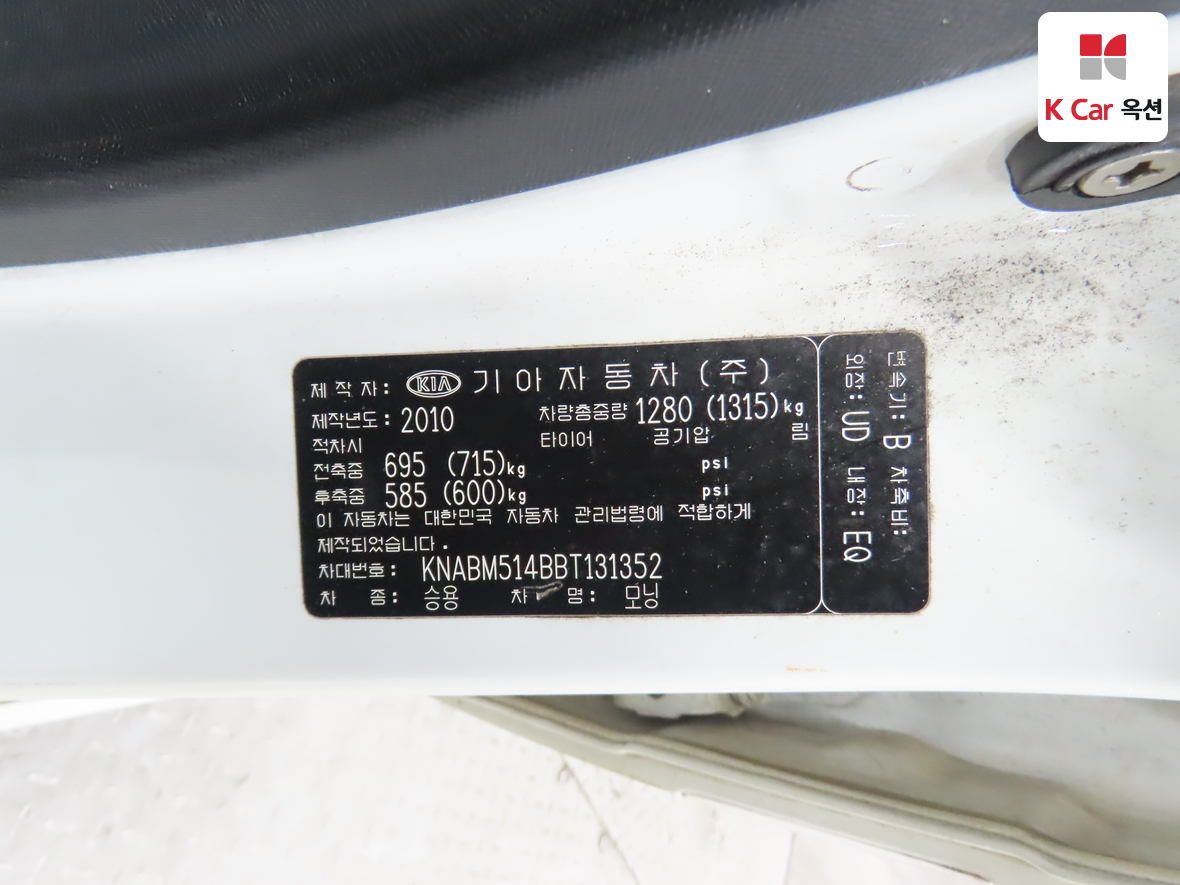 K Car 옥션
제 작 자: KIA 기아자동차(주)
제작년도: 2010 차량총중량 1280 (1315)kg
적차시 타이어 공기압 림
전축중 695 (715)kg psi
후축중 585 (600)kg psi
이 자동차는 대한민국 자동차 관리법령에 적합하게
제작되었습니다.
차대번호: KNABM514BBT131352
차 종: 승용 차 명: 모닝
변속기: B 차축비:
외장: UD 내장: EQ